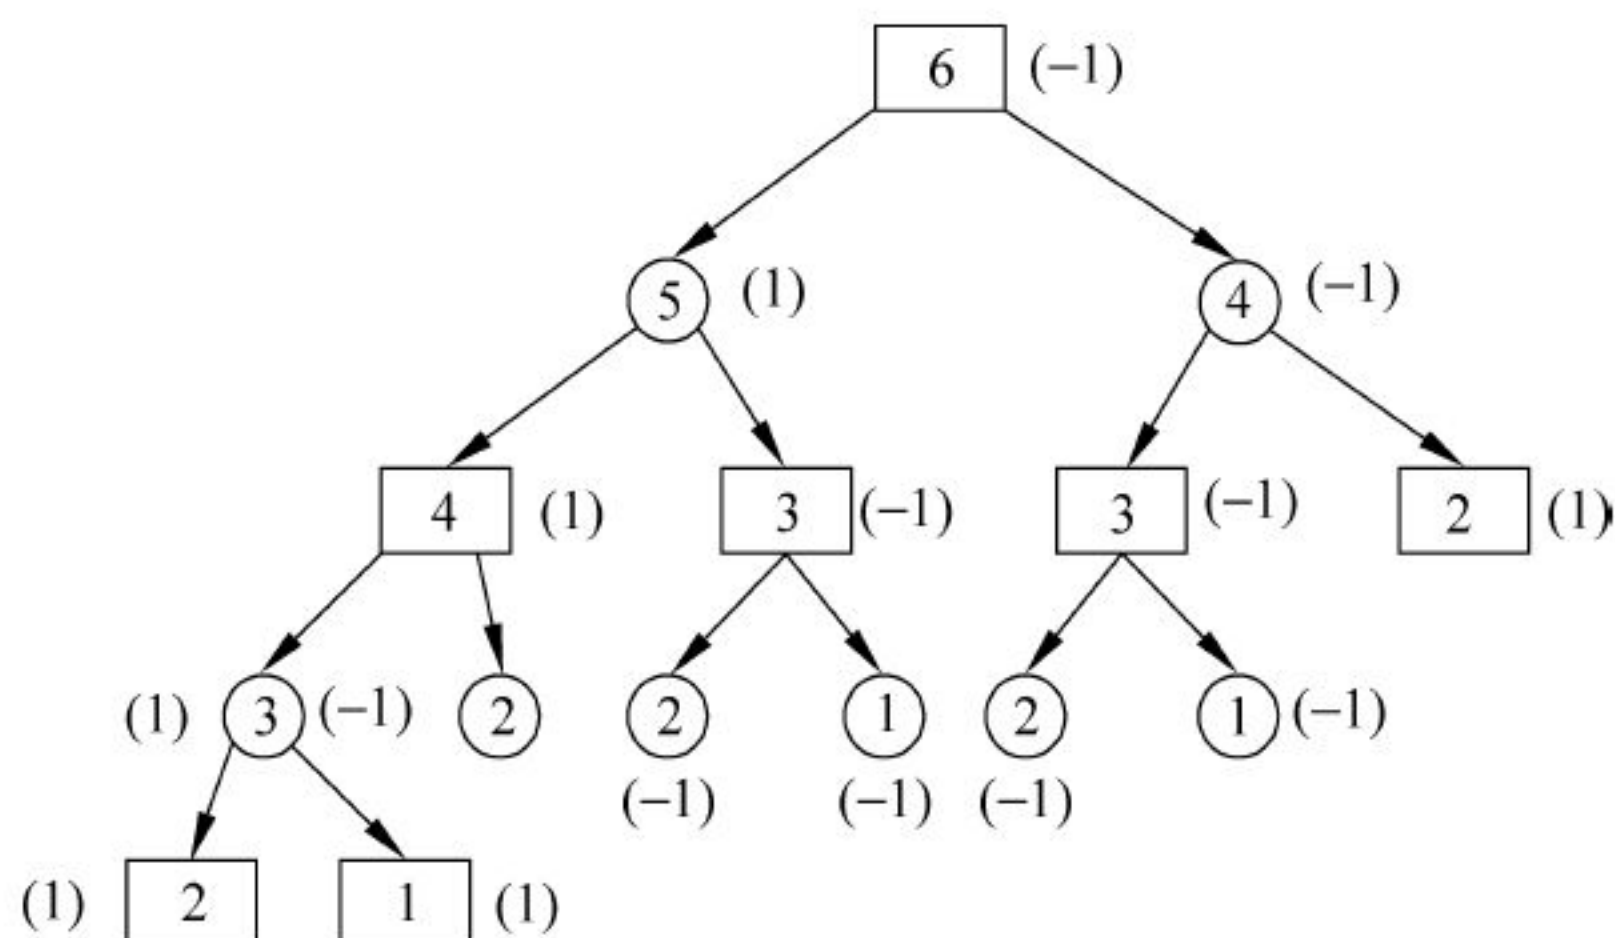 6 (−1)
5 (1) 4 (−1)
4 (1) 3 (−1) 3 (−1) 2 (1)
(1) 3 (−1) 2 2 1 2 1 (−1)
(−1) (−1) (−1)
(1) 2 1 (1)